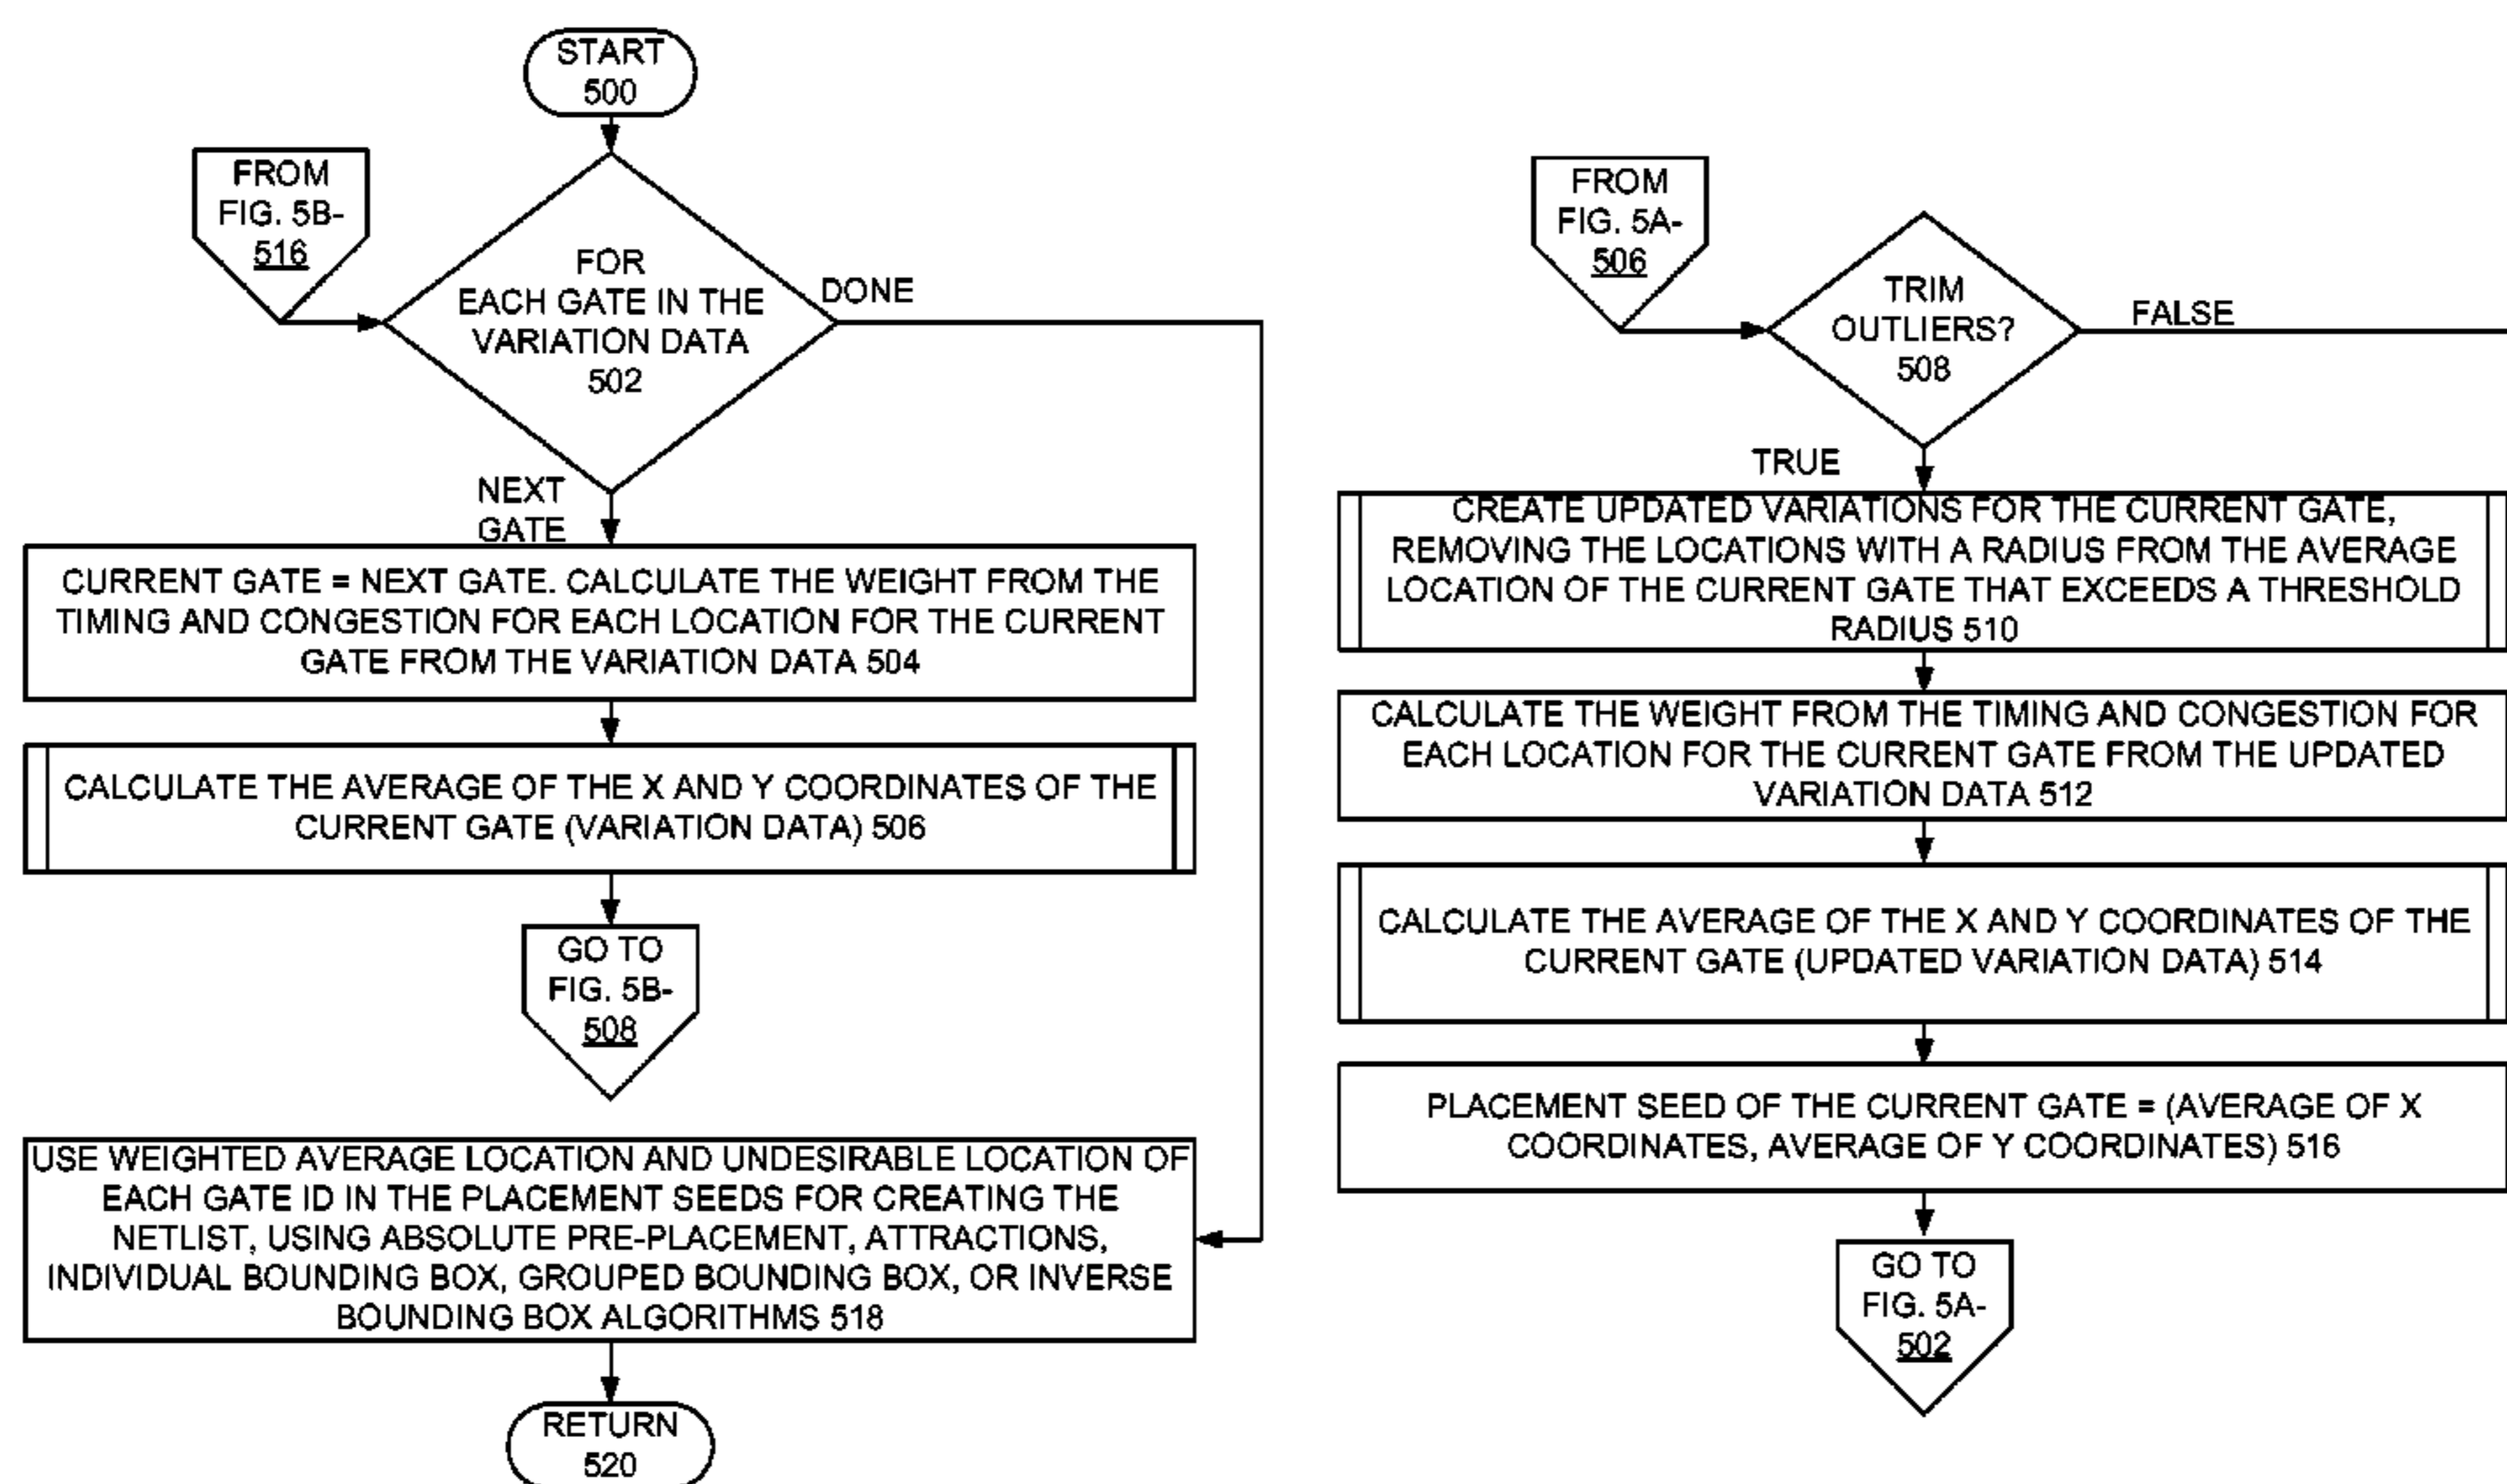 START
500
FROM
FIG. 5B-
516
FOR
EACH GATE IN THE
VARIATION DATA
502
DONE
NEXT
GATE
CURRENT GATE = NEXT GATE. CALCULATE THE WEIGHT FROM THE
TIMING AND CONGESTION FOR EACH LOCATION FOR THE CURRENT
GATE FROM THE VARIATION DATA 504
CALCULATE THE AVERAGE OF THE X AND Y COORDINATES OF THE
CURRENT GATE (VARIATION DATA) 506
GO TO
FIG. 5B-
508
USE WEIGHTED AVERAGE LOCATION AND UNDESIRABLE LOCATION OF
EACH GATE ID IN THE PLACEMENT SEEDS FOR CREATING THE
NETLIST, USING ABSOLUTE PRE-PLACEMENT, ATTRACTIONS,
INDIVIDUAL BOUNDING BOX, GROUPED BOUNDING BOX, OR INVERSE
BOUNDING BOX ALGORITHMS 518
RETURN
520
FROM
FIG. 5A-
506
TRIM
OUTLIERS?
508
FALSE
TRUE
CREATE UPDATED VARIATIONS FOR THE CURRENT GATE,
REMOVING THE LOCATIONS WITH A RADIUS FROM THE AVERAGE
LOCATION OF THE CURRENT GATE THAT EXCEEDS A THRESHOLD
RADIUS 510
CALCULATE THE WEIGHT FROM THE TIMING AND CONGESTION FOR
EACH LOCATION FOR THE CURRENT GATE FROM THE UPDATED
VARIATION DATA 512
CALCULATE THE AVERAGE OF THE X AND Y COORDINATES OF THE
CURRENT GATE (UPDATED VARIATION DATA) 514
PLACEMENT SEED OF THE CURRENT GATE = (AVERAGE OF X
COORDINATES, AVERAGE OF Y COORDINATES) 516
GO TO
FIG. 5A-
502